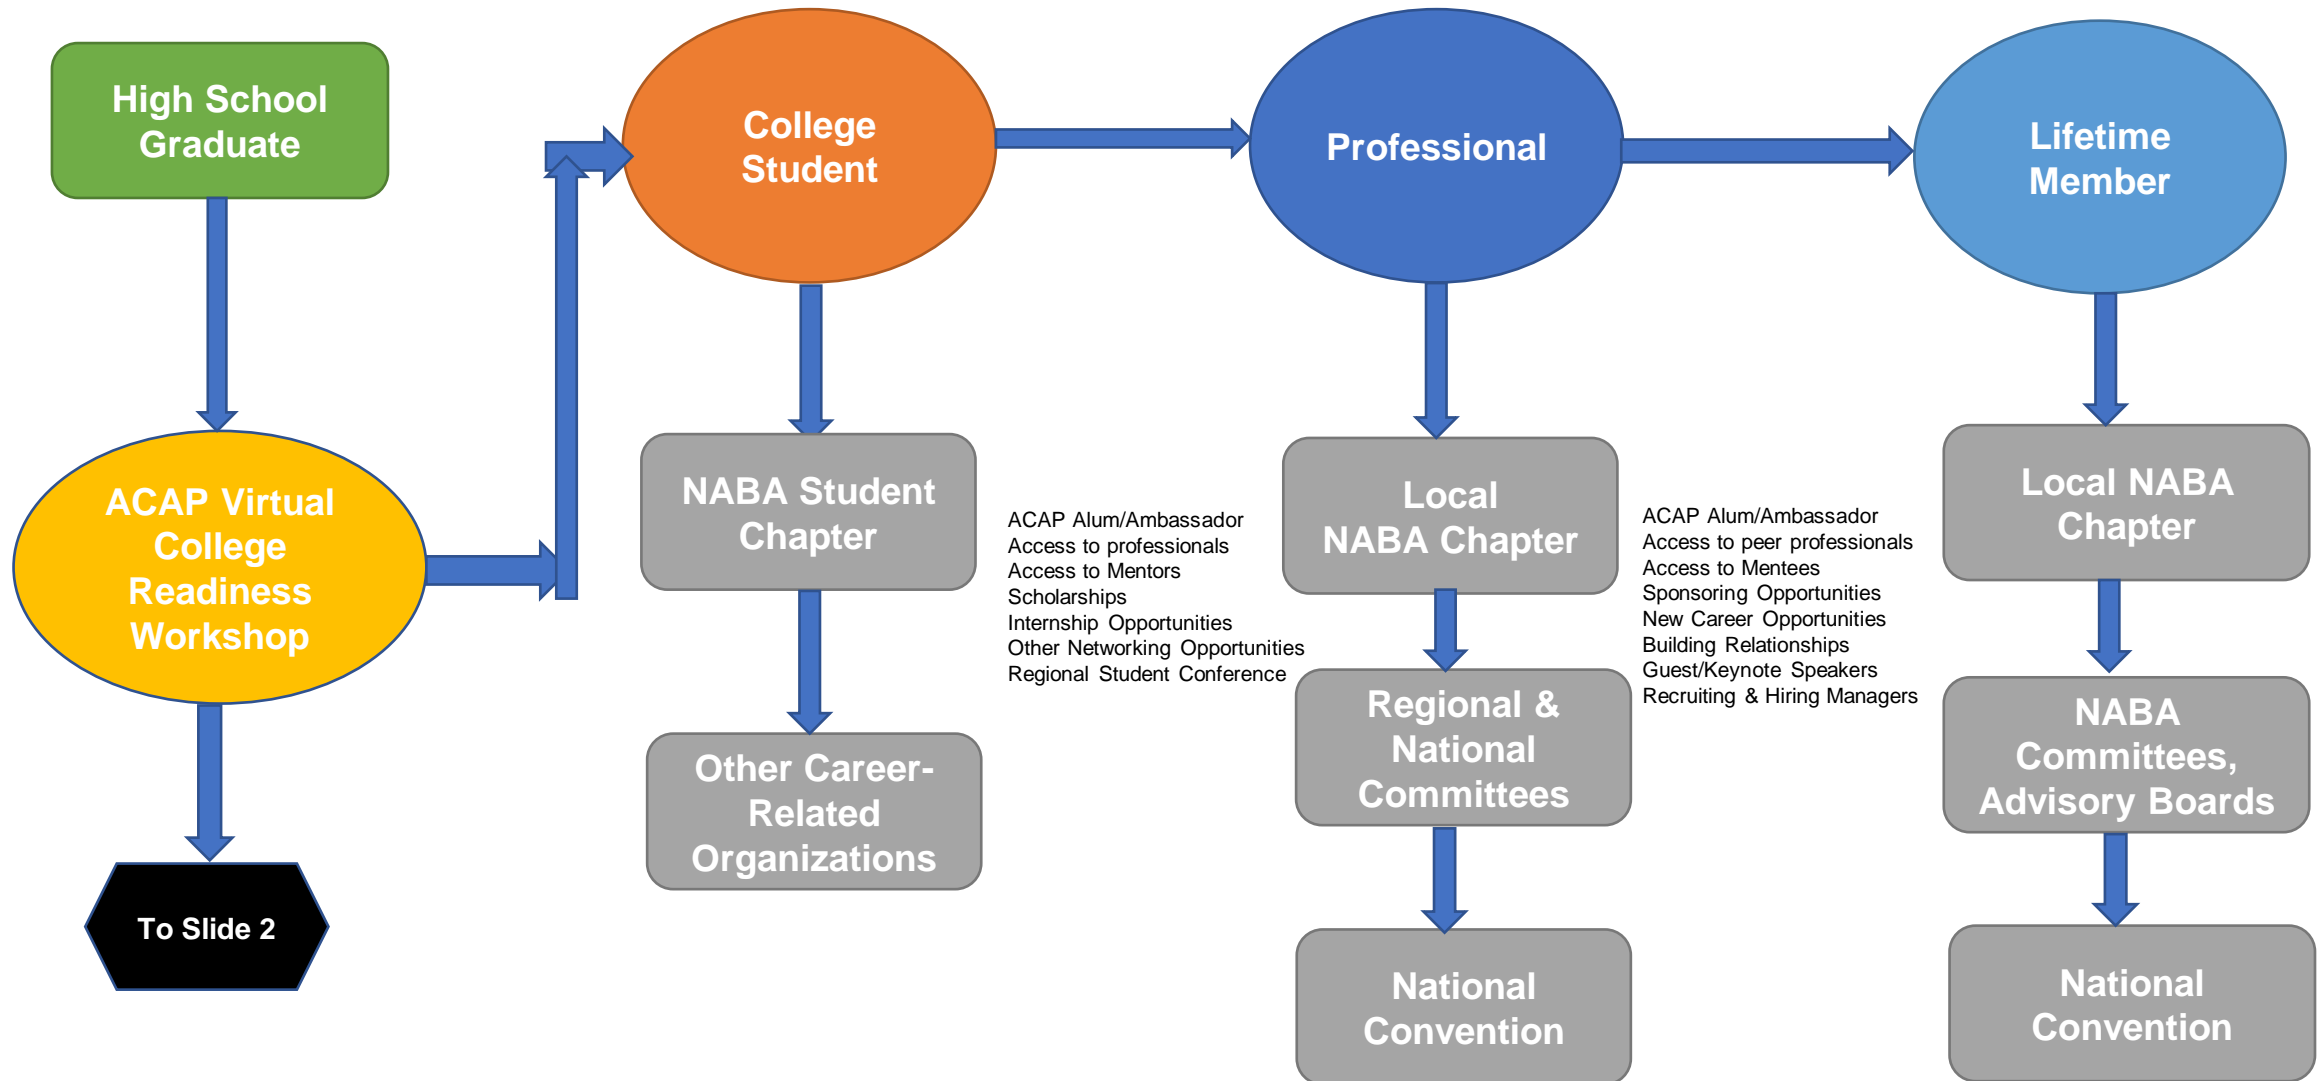 High School
Graduate
College
Student
Professional
Lifetime
Member
ACAP Virtual
College
Readiness
Workshop
To Slide 2
NABA Student
Chapter
Other Career-
Related
Organizations
ACAP Alum/Ambassador
Access to professionals
Access to Mentors
Scholarships
Internship Opportunities
Other Networking Opportunities
Regional Student Conference
Local
NABA Chapter
Regional &
National
Committees
National
Convention
ACAP Alum/Ambassador
Access to peer professionals
Access to Mentees
Sponsoring Opportunities
New Career Opportunities
Building Relationships
Guest/Keynote Speakers
Recruiting & Hiring Managers
Local NABA
Chapter
NABA
Committees,
Advisory Boards
National
Convention